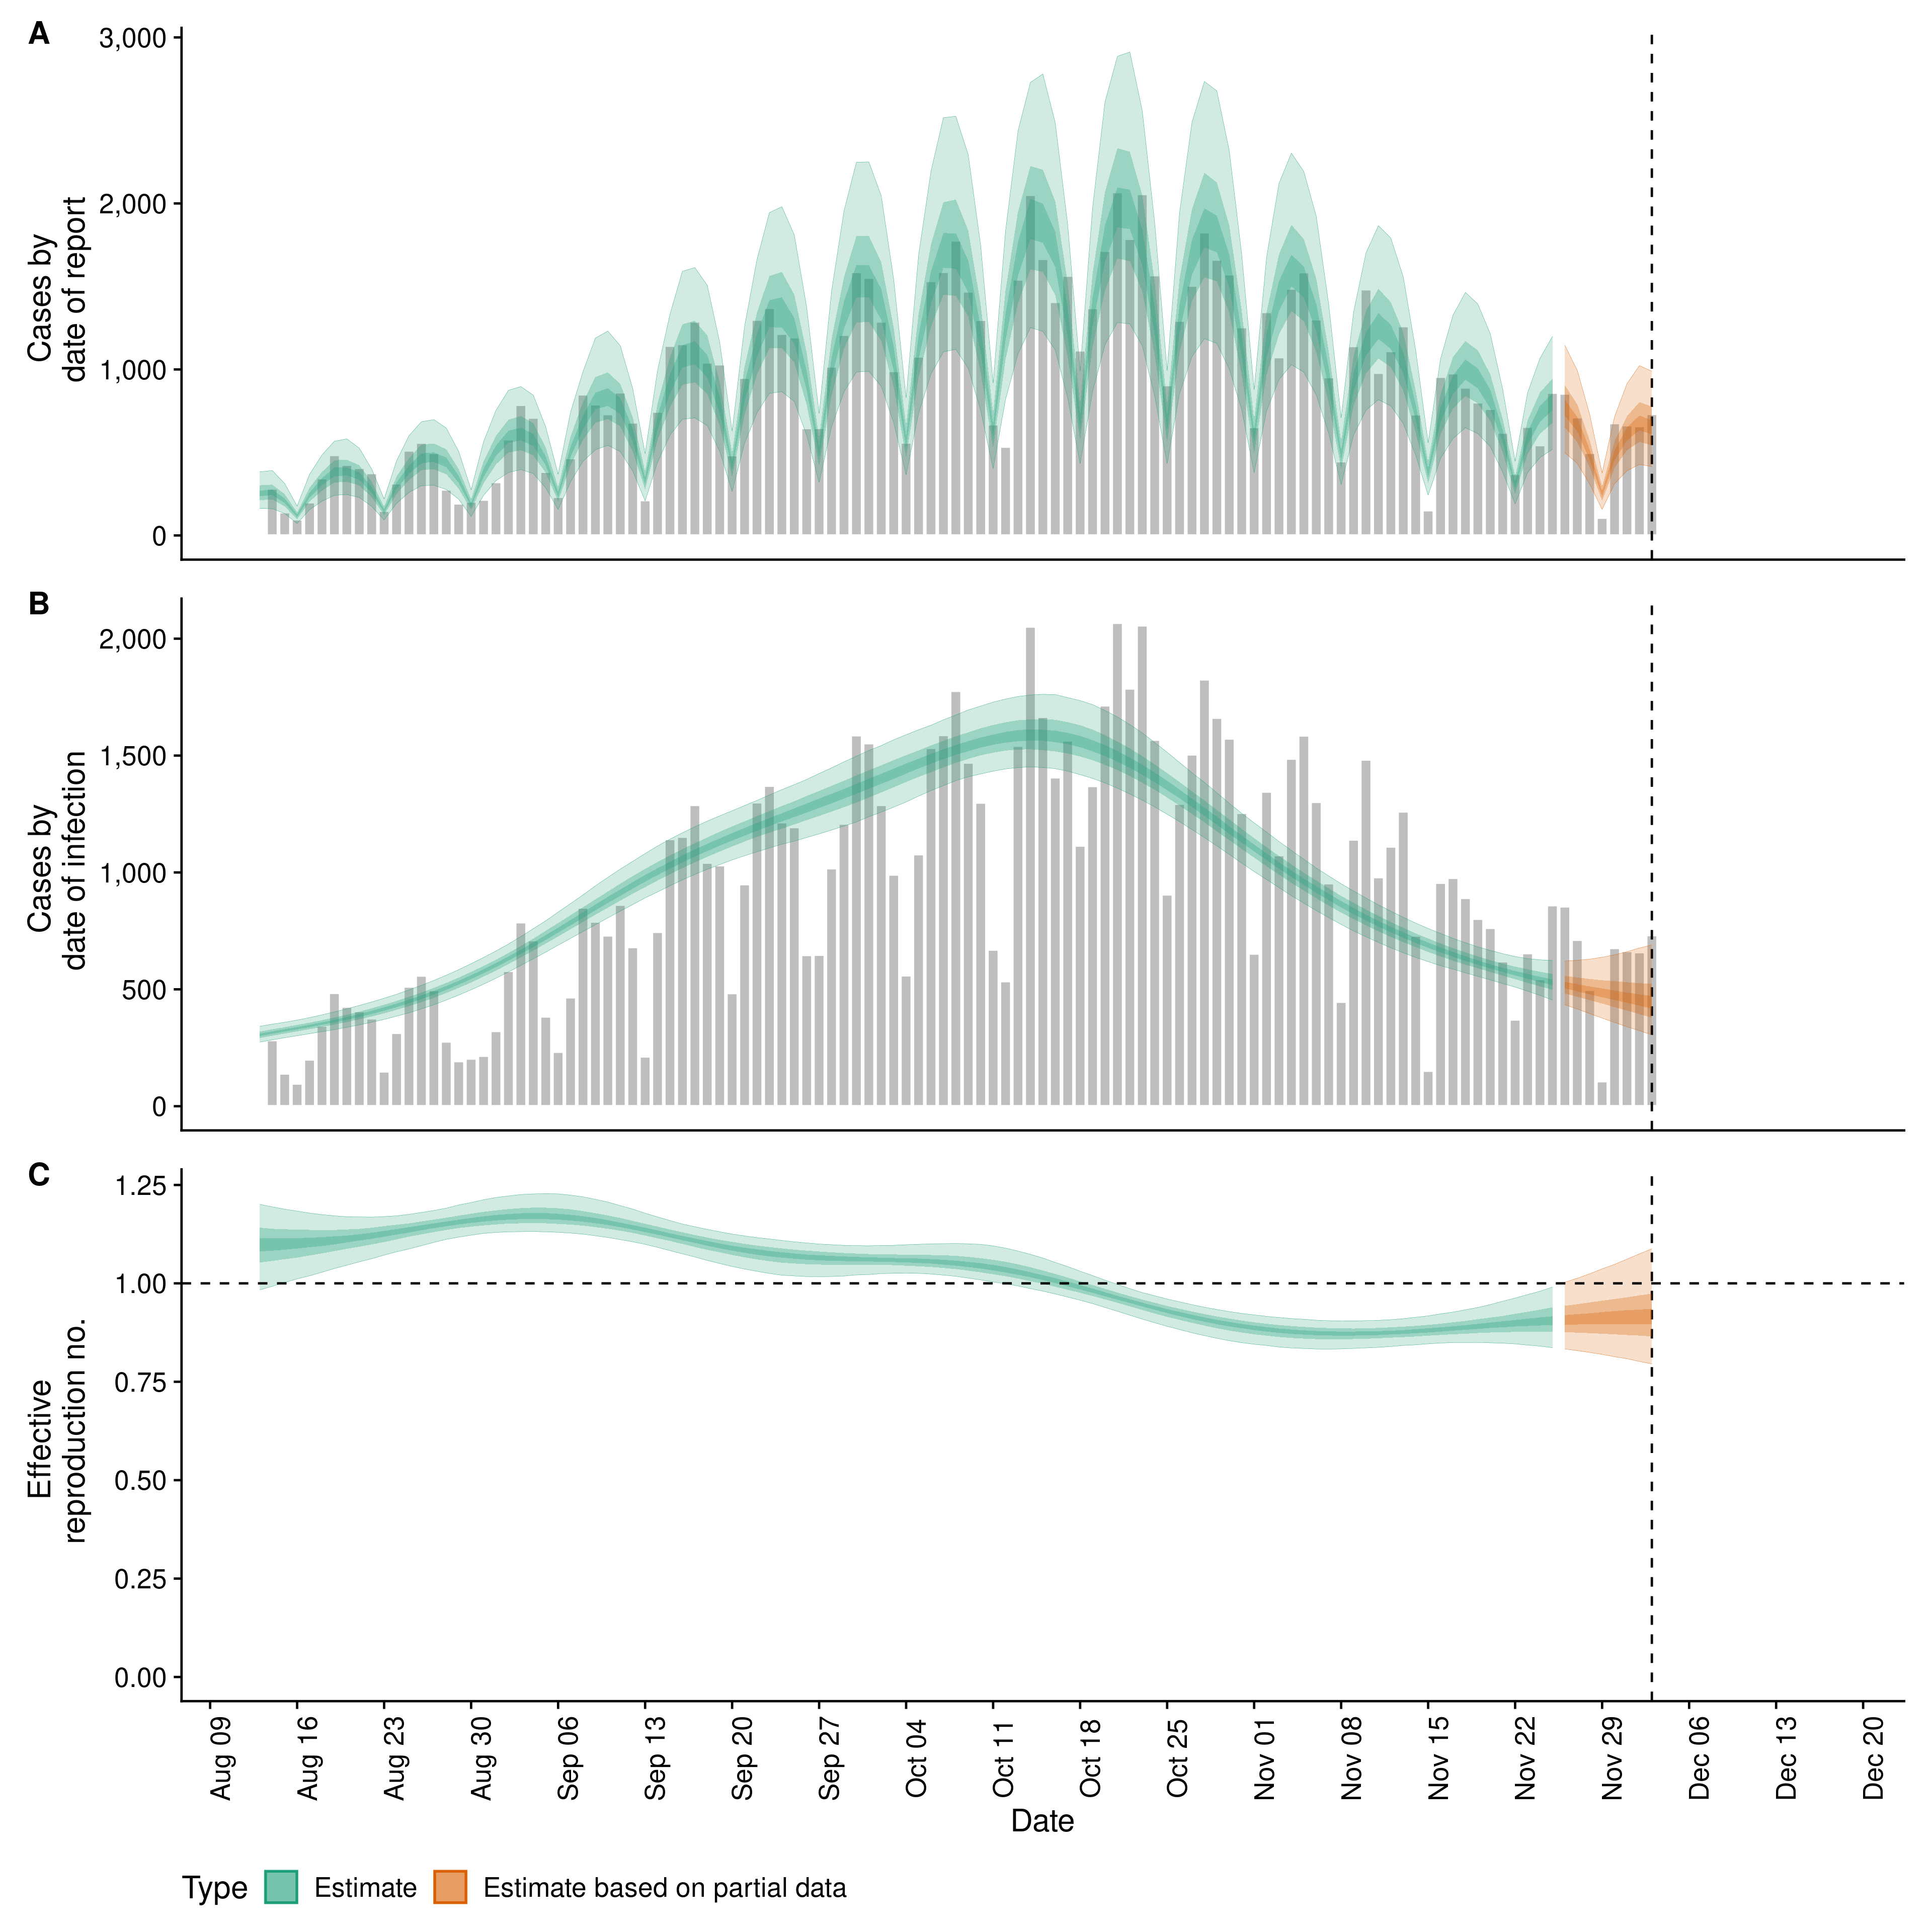 A
Cases by
date of report
3,000
2,000
1,000
0
B
Cases by
date of infection
2,000
1,500
1,000
500
0
C
Effective
reproduction no.
1.25
1.00
0.75
0.50
0.25
0.00
Aug 09
Aug 16
Aug 23
Aug 30
Sep 06
Sep 13
Sep 20
Sep 27
Oct 04
Oct 11
Oct 18
Oct 25
Nov 01
Nov 08
Nov 15
Nov 22
Nov 29
Dec 06
Dec 13
Dec 20
Date
Type Estimate Estimate based on partial data